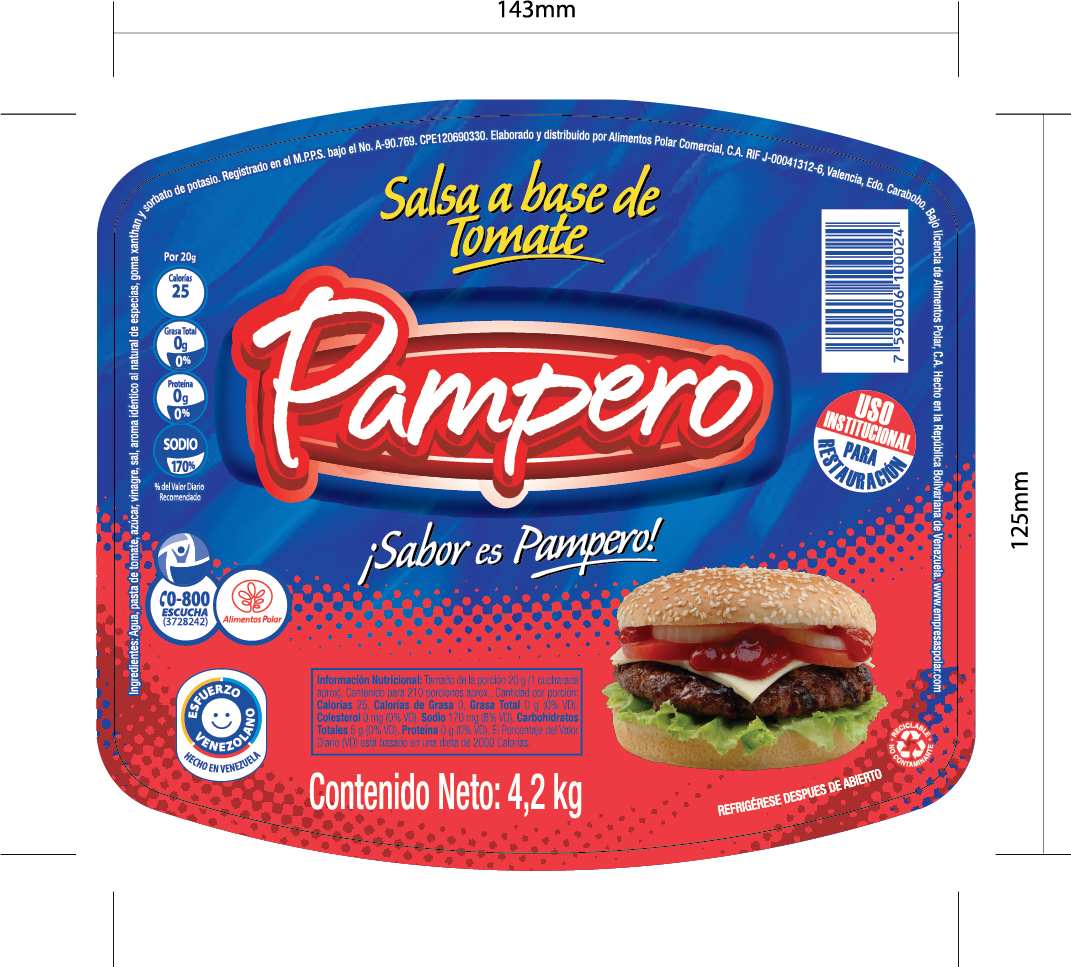 143mm
Ingredientes: Agua, pasta de tomate, azúcar, vinagre, sal, aroma idéntico al natural de especias, goma xanthan y sorbato de potasio. Registrado en el M.P.P.S. bajo el No. A-90.769. CPE120690330. Elaborado y distribuido por Alimentos Polar Comercial, C.A. RIF J-00041312-6, Valencia, Edo. Carabobo. Bajo licencia de Alimentos Polar, C.A. Hecho en la República Bolivariana de Venezuela. www.empresaspolar.com
Salsa a base de
Tomate
Por 20g
Calorías
25
Grasa Total
0g
0%
Proteína
0g
0%
SODIO
170%
% del Valor Diario
Recomendado
7 590006 100024
Pampero
USO
INSTITUCIONAL
PARA
RESTAURACIÓN
125mm
¡Sabor es Pampero!
0-800
ESCUCHA
(3728242)
Alimentos Polar
ESFUERZO
VENEZOLANO
HECHO EN VENEZUELA
Información Nutricional: Tamaño de la porción 20 g (1 cucharada
aprox). Contenido para 210 porciones aprox.. Cantidad por porción:
Calorías 25, Calorías de Grasa 0, Grasa Total 0 g (0% VD),
Colesterol 0 mg (0% VD), Sodio 170 mg (8% VD), Carbohidratos
Totales 5 g (0% VD), Proteína 0 g (0% VD). El Porcentaje del Valor
Diario (VD) está basado en una dieta de 2000 Calorías.
RECICLABLE
NO CONTAMINANTE
Contenido Neto: 4,2 kg
REFRIGÉRESE DESPUES DE ABIERTO